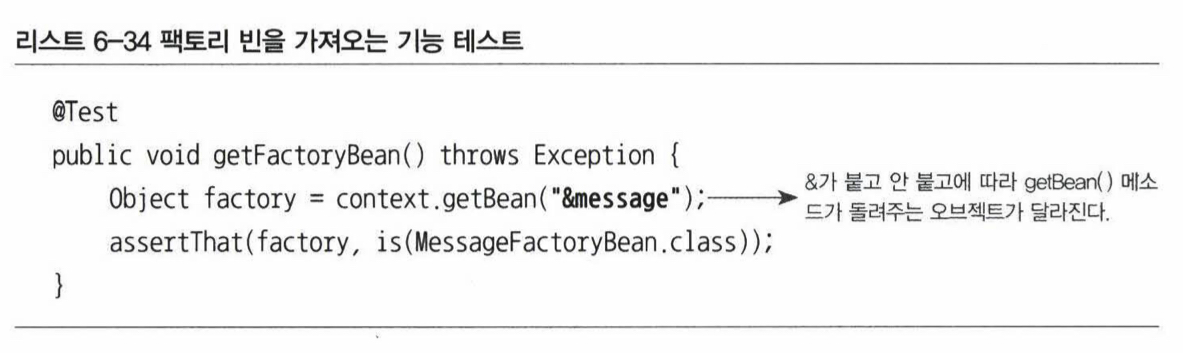 리스트 6-34 팩토리 빈을 가져오는 기능 테스트
@Test
public void getFactoryBean() throws Exception {
Object factory = context.getBean("&message");
&가 붙고 안 붙고에 따라 getBean() 메소
드가 돌려주는 오브젝트가 달라진다.
assertThat(factory, is(MessageFactoryBean.class));
}